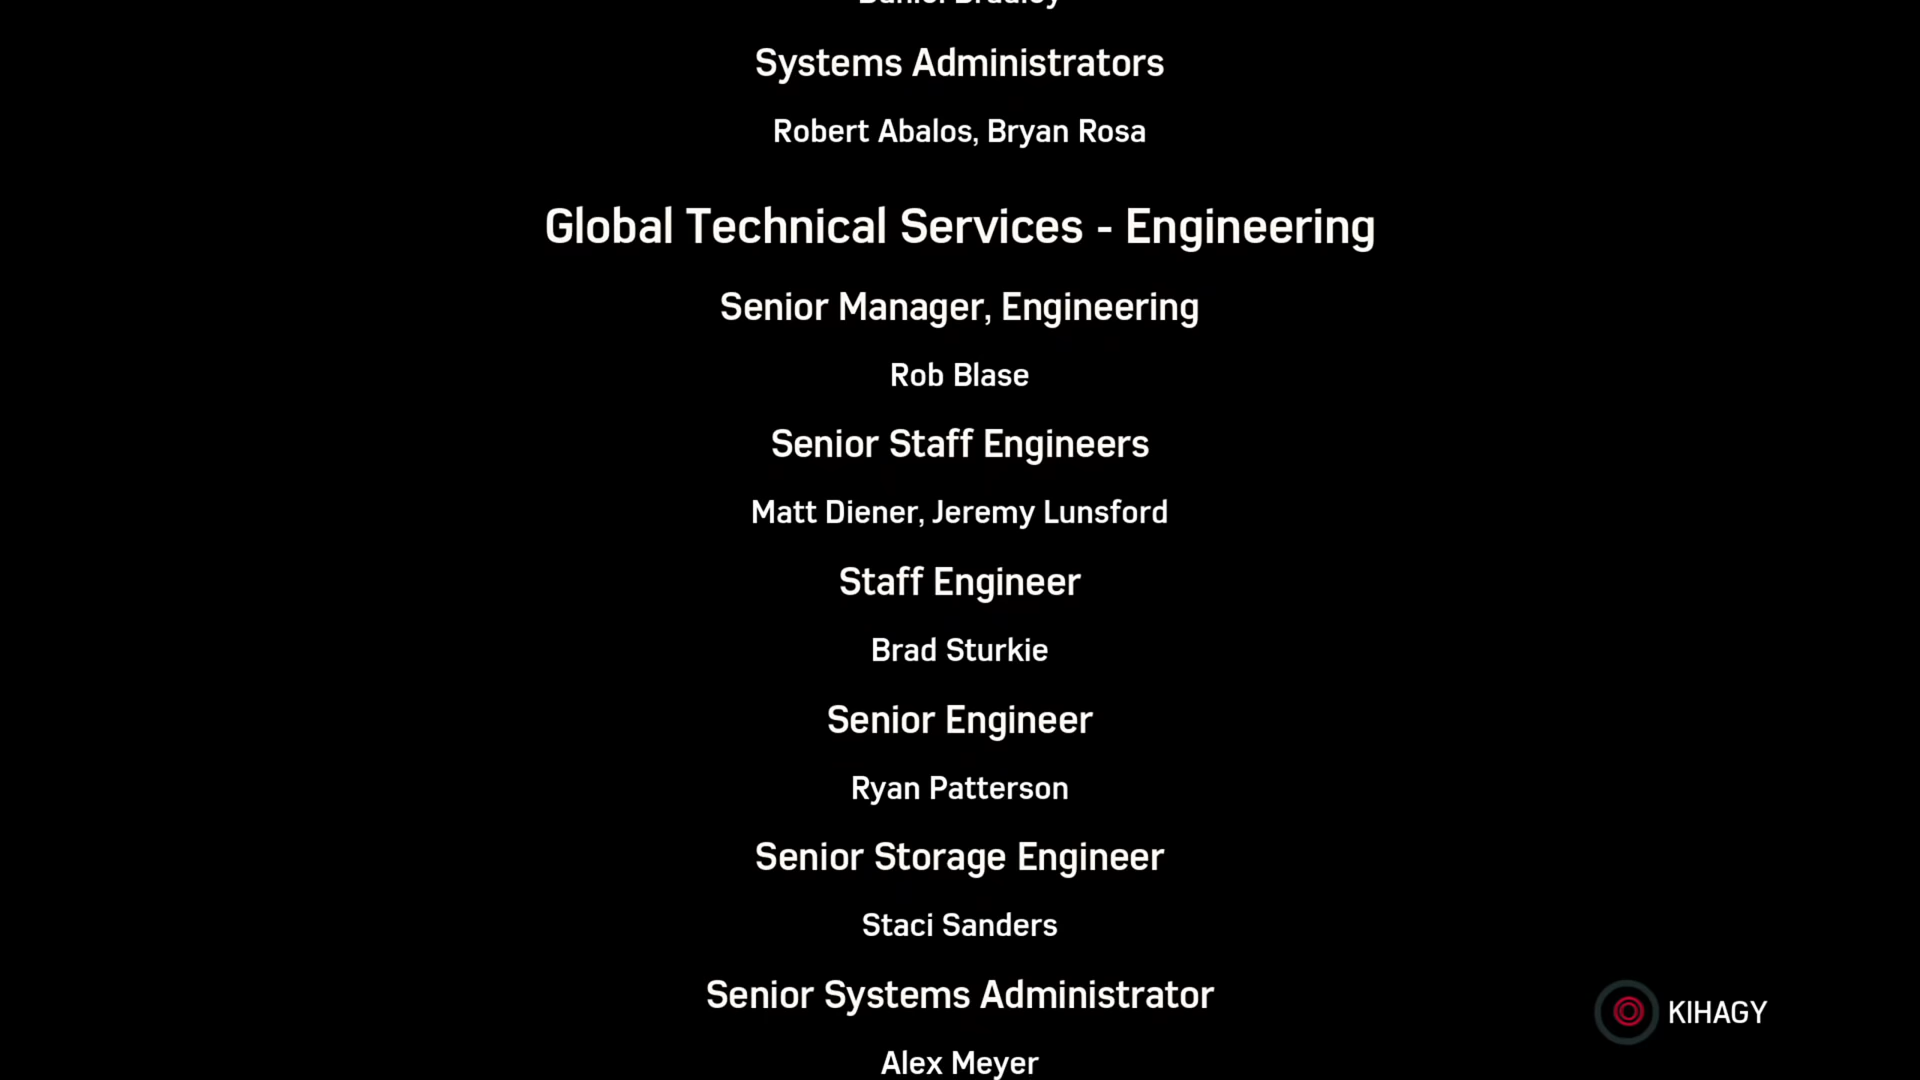 Daniel Bradley
Systems Administrators
Robert Abalos, Bryan Rosa
Global Technical Services - Engineering
Senior Manager, Engineering
Rob Blase
Senior Staff Engineers
Matt Diener, Jeremy Lunsford
Staff Engineer
Brad Sturkie
Senior Engineer
Ryan Patterson
Senior Storage Engineer
Staci Sanders
Senior Systems Administrator
KIHAGY
Alex Meyer